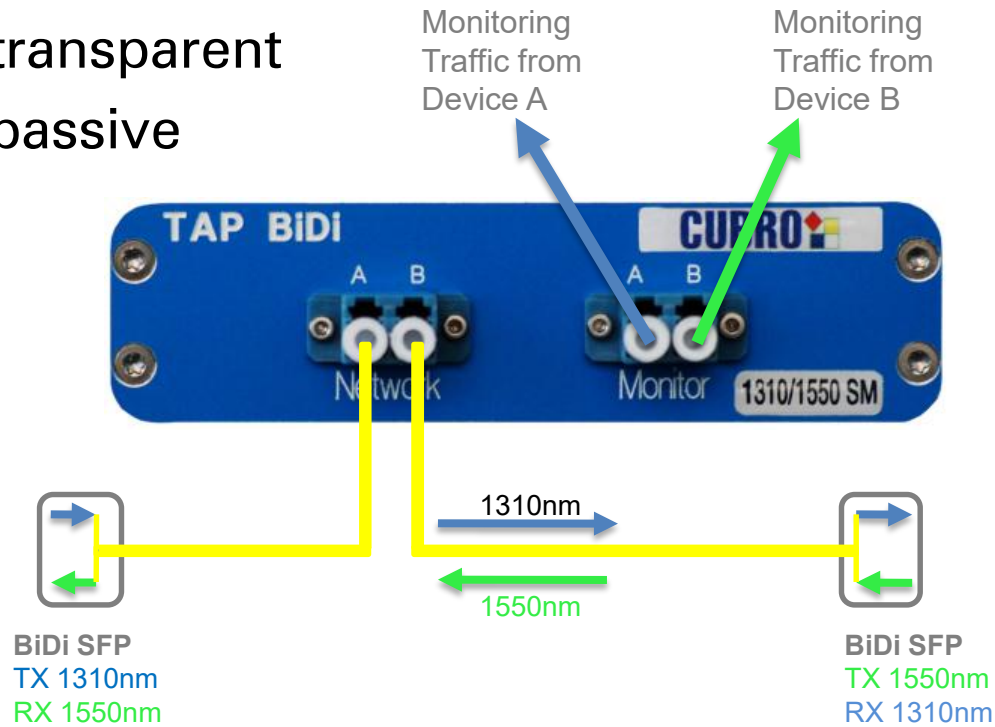 transparent
passive
Monitoring
Traffic from
Device A
Monitoring
Traffic from
Device B
TAP BiDi
CUBRO
A B
A B
Network
Monitor
1310/1550 SM
1310nm
1550nm
BiDi SFP
TX 1310nm
RX 1550nm
BiDi SFP
TX 1550nm
RX 1310nm